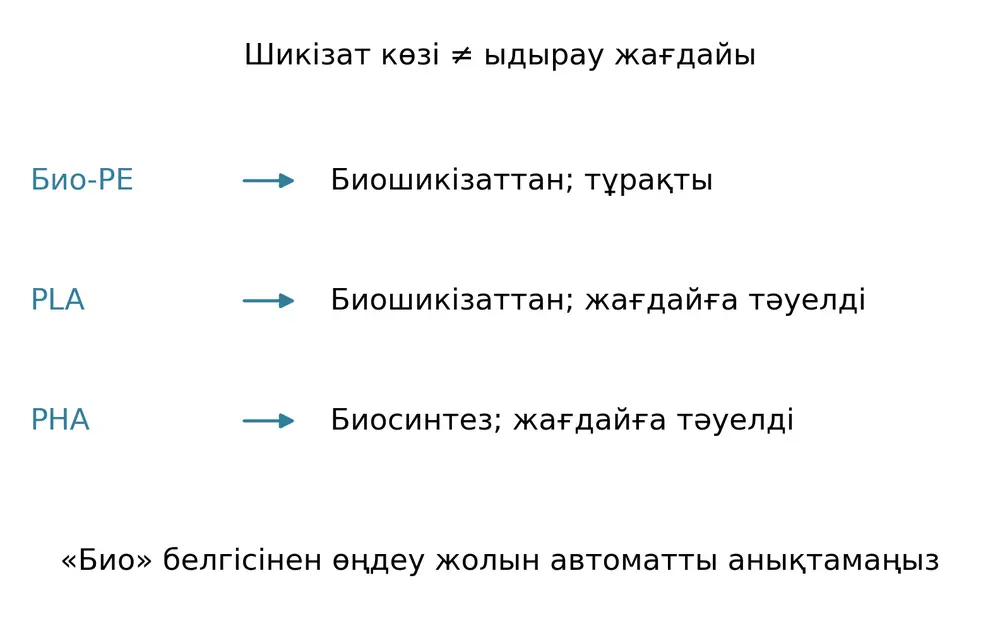 Шикізат көзі ≠ ыдырау жағдайы
Био-PE → Биошикізаттан; тұрақты
PLA → Биошикізаттан; жағдайға тәуелді
PHA → Биосинтез; жағдайға тәуелді
«Био» белгісінен өңдеу жолын автоматты анықтамаңыз